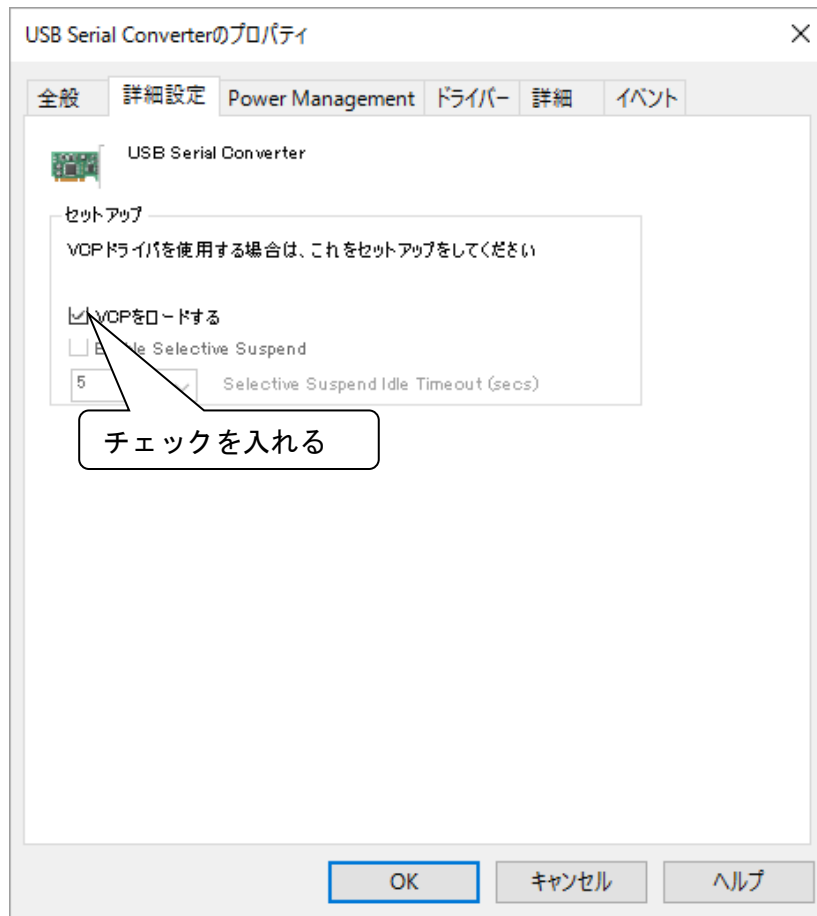 USB Serial Converterのプロパティ
全般 詳細設定 Power Management ドライバー 詳細 イベント
USB Serial Converter
セットアップ
VCPドライバを使用する場合は、これをセットアップをしてください
VCPをロードする
Selective Suspend
5 Selective Suspend Idle Timeout (secs)
チェックを入れる
OK キャンセル ヘルプ